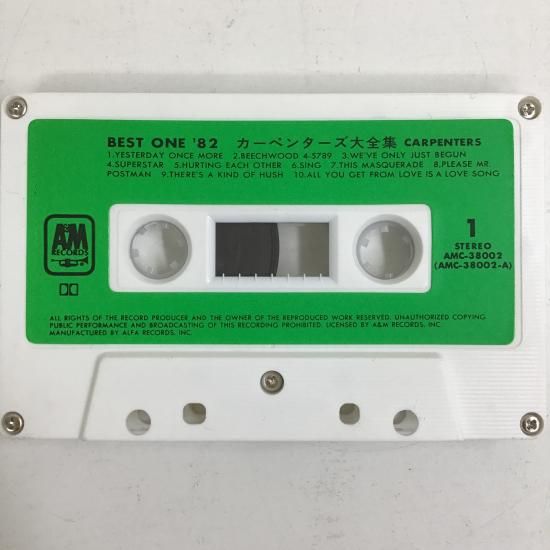 BEST ONE '82 カーペンターズ大全集 CARPENTERS
1.YESTERDAY ONCE MORE 2.BEECHWOOD 4-5789 3.WE'VE ONLY JUST BEGUN
4.SUPERSTAR 5.HURTING EACH OTHER 6.SING 7.THIS MASQUERADE 8.PLEASE MR.
POSTMAN 9.THERE'S A KIND OF HUSH 10.ALL YOU GET FROM LOVE IS A LOVE SONG
A&M
RECORDS
1
STEREO
AMC-38002
(AMC-38002-A)
ALL RIGHTS OF THE RECORD PRODUCER AND THE OWNER OF THE REPRODUCED WORK RESERVED. UNAUTHORIZED COPYING
PUBLIC PERFORMANCE AND BROADCASTING OF THIS RECORDING PROHIBITED. LICENSED BY A&M RECORDS, INC.
MANUFACTURED BY ALFA RECORDS, INC.